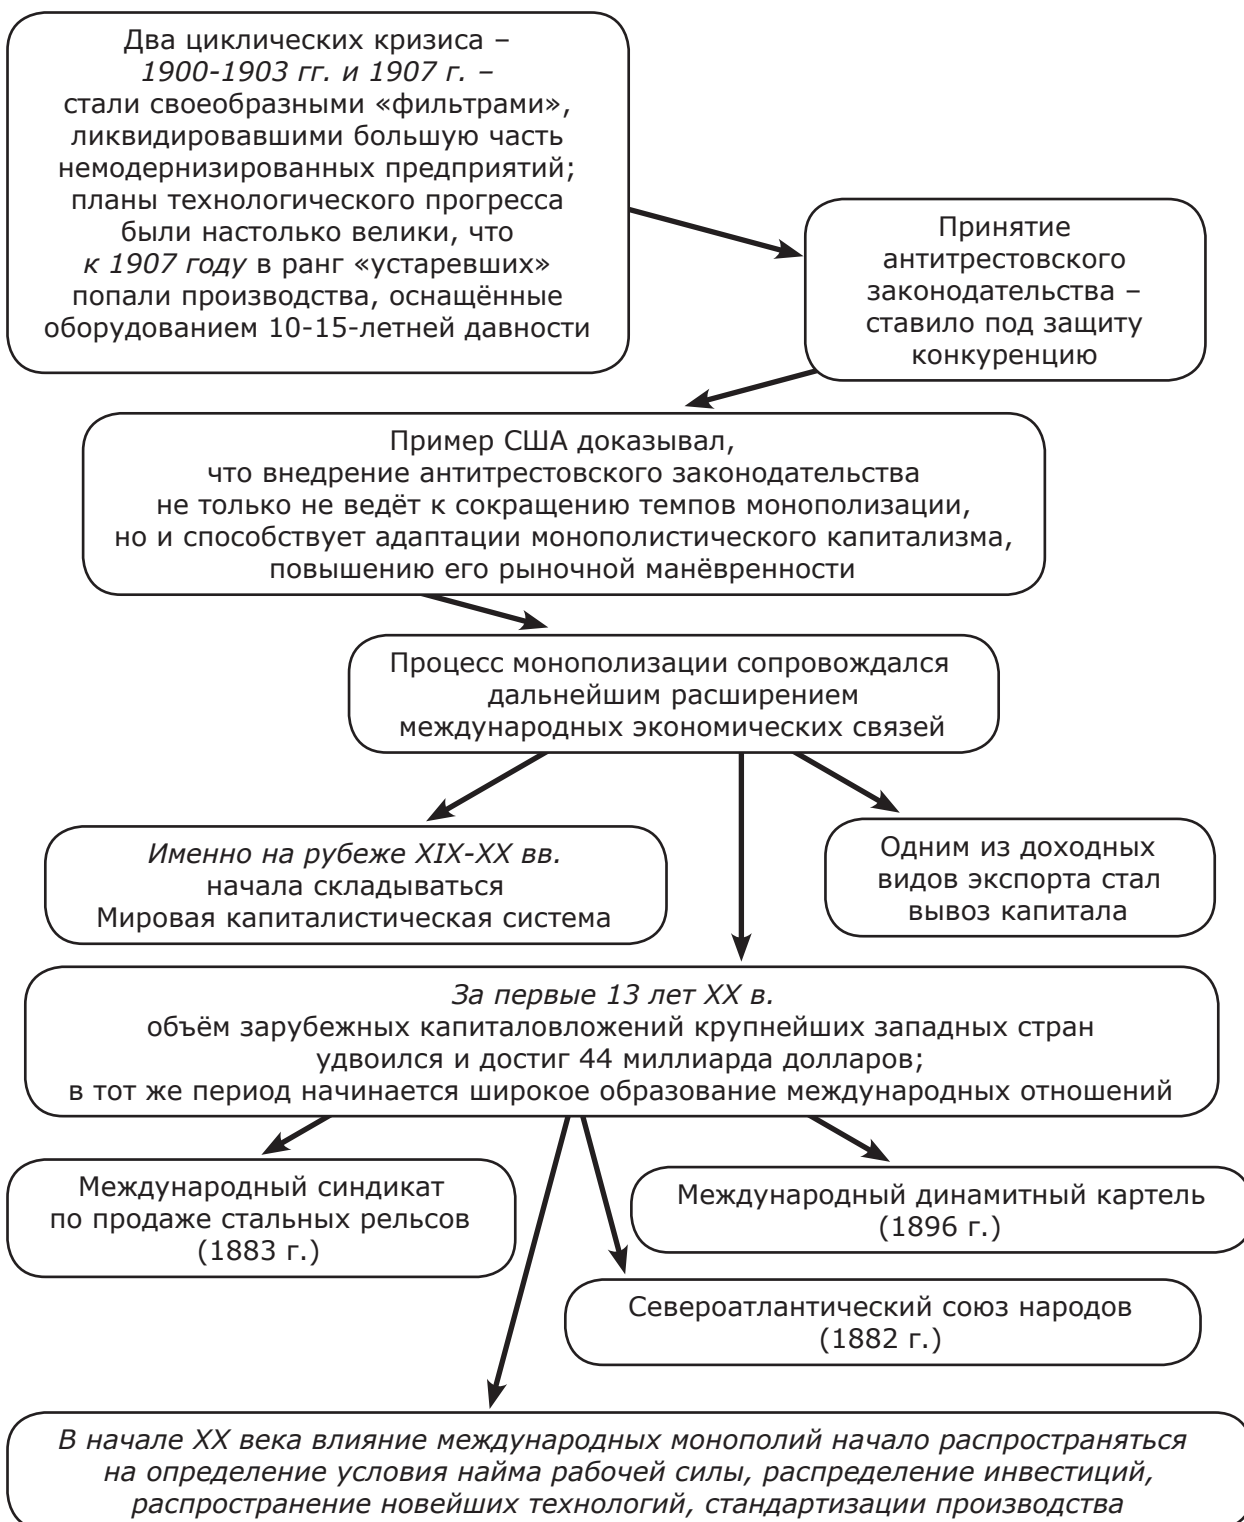 Два циклических кризиса –
1900-1903 гг. и 1907 г. –
стали своеобразными «фильтрами»,
ликвидировавшими большую часть
немодернизированных предприятий;
планы технологического прогресса
были настолько велики, что
к 1907 году в ранг «устаревших»
попали производства, оснащённые
оборудованием 10-15-летней давности
Принятие
антитрестовского
законодательства –
ставило под защиту
конкуренцию
Пример США доказывал,
что внедрение антитрестовского законодательства
не только не ведёт к сокращению темпов монополизации,
но и способствует адаптации монополистического капитализма,
повышению его рыночной манёвренности
Процесс монополизации сопровождался
дальнейшим расширением
международных экономических связей
Именно на рубеже XIX-XX вв.
начала складываться
Мировая капиталистическая система
Одним из доходных
видов экспорта стал
вывоз капитала
За первые 13 лет XX в.
объём зарубежных капиталовложений крупнейших западных стран
удвоился и достиг 44 миллиарда долларов;
в тот же период начинается широкое образование международных отношений
Международный синдикат
по продаже стальных рельсов
(1883 г.)
Международный динамитный картель
(1896 г.)
Североатлантический союз народов
(1882 г.)
В начале XX века влияние международных монополий начало распространяться
на определение условия найма рабочей силы, распределение инвестиций,
распространение новейших технологий, стандартизации производства